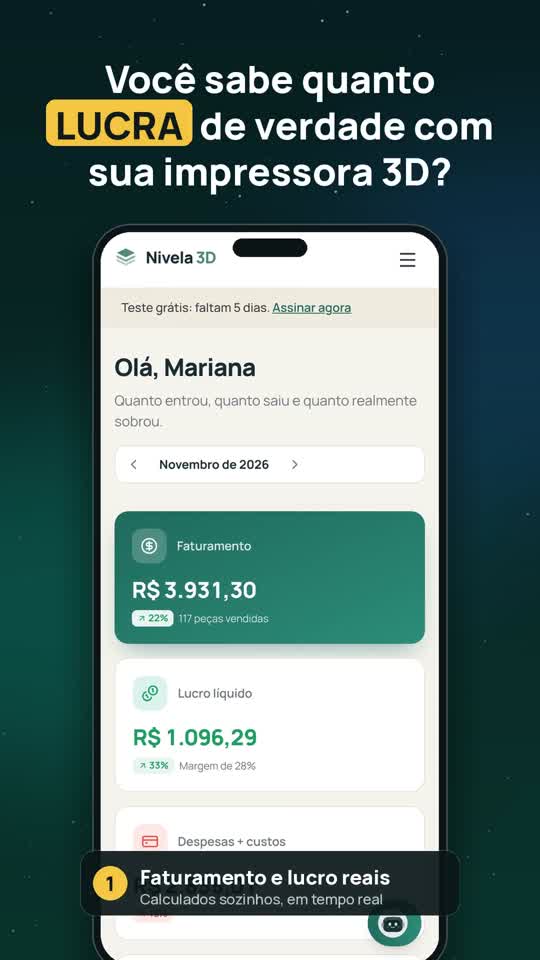 Você sabe quanto
LUCRA de verdade com
sua impressora 3D?
Nivela 3D
Teste grátis: faltam 5 dias. Assinar agora
Olá, Mariana
Quanto entrou, quanto saiu e quanto realmente
sobrou.
Novembro de 2026
Faturamento
R$ 3.931,30
22% 117 peças vendidas
Lucro líquido
R$ 1.096,29
33% Margem de 28%
Despesas + custos
1 Faturamento e lucro reais
Calculados sozinhos, em tempo real